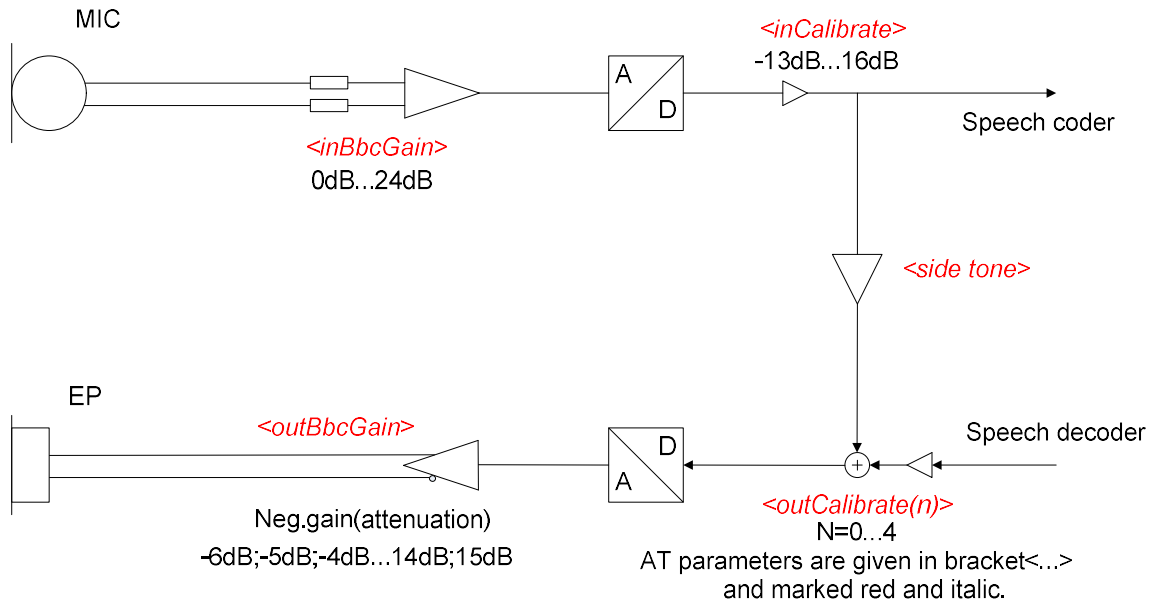 MIC
<inCalibrate>
-13dB...16dB
A
D
Speech coder
<inBbcGain>
0dB...24dB
<side tone>
EP
<outBbcGain>
D
A
Speech decoder
+
<outCalibrate(n)>
N=0...4
Neg.gain(attenuation)
-6dB;-5dB;-4dB...14dB;15dB
AT parameters are given in bracket<...>
and marked red and italic.